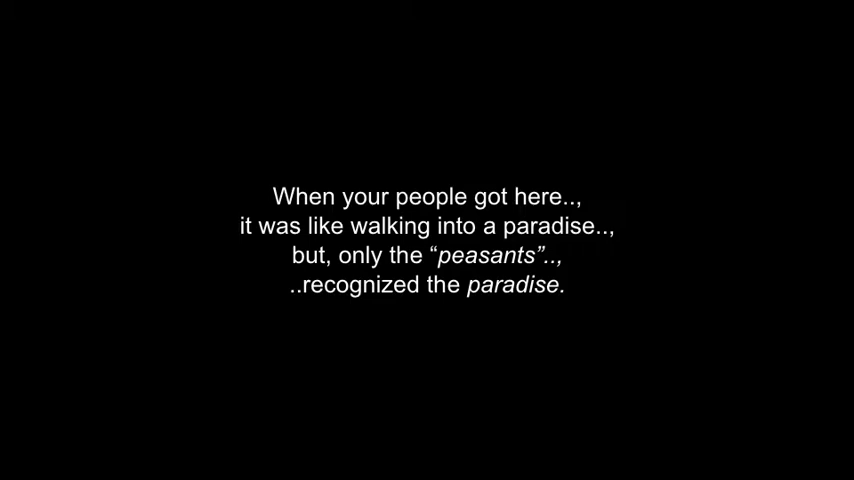 When your people got here..,
it was like walking into a paradise..,
but, only the “peasants”..,
..recognized the paradise.